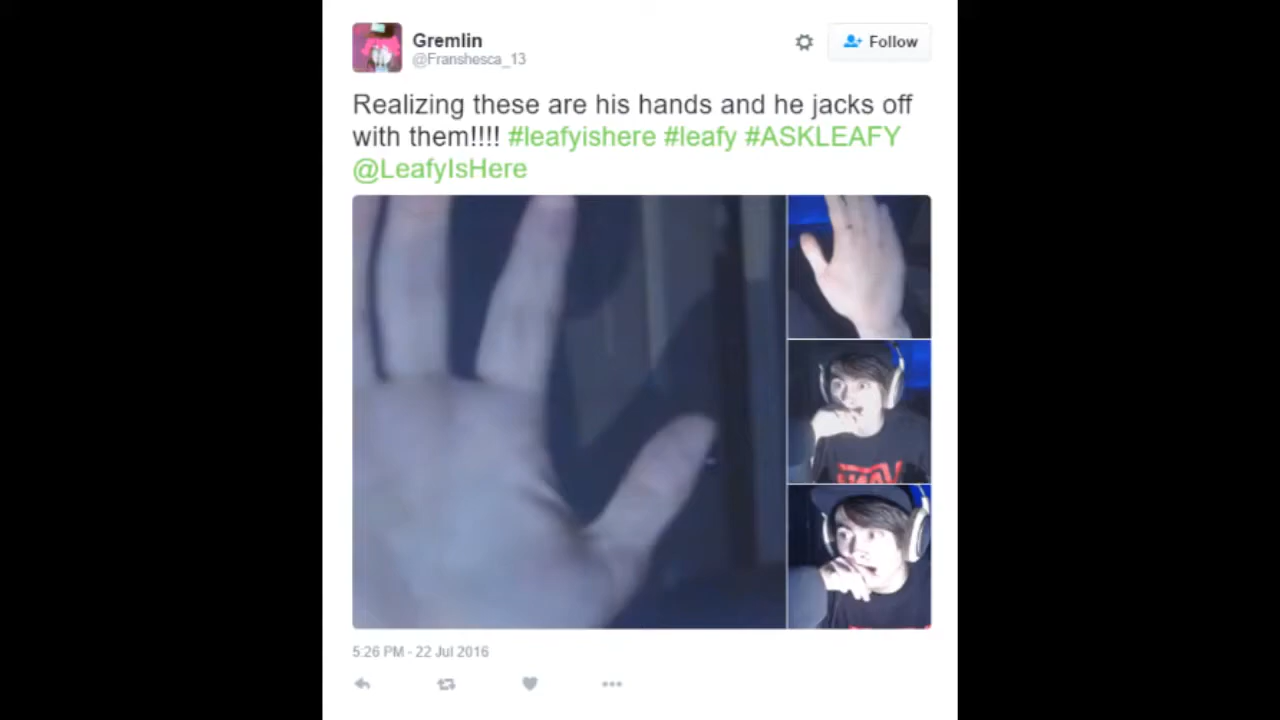 Gremlin
@Franshesca_13
Follow
Realizing these are his hands and he jacks off
with them!!!! #leafyishere #leafy #ASKLEAFY
@LeafyIsHere
5:26 PM - 22 Jul 2016